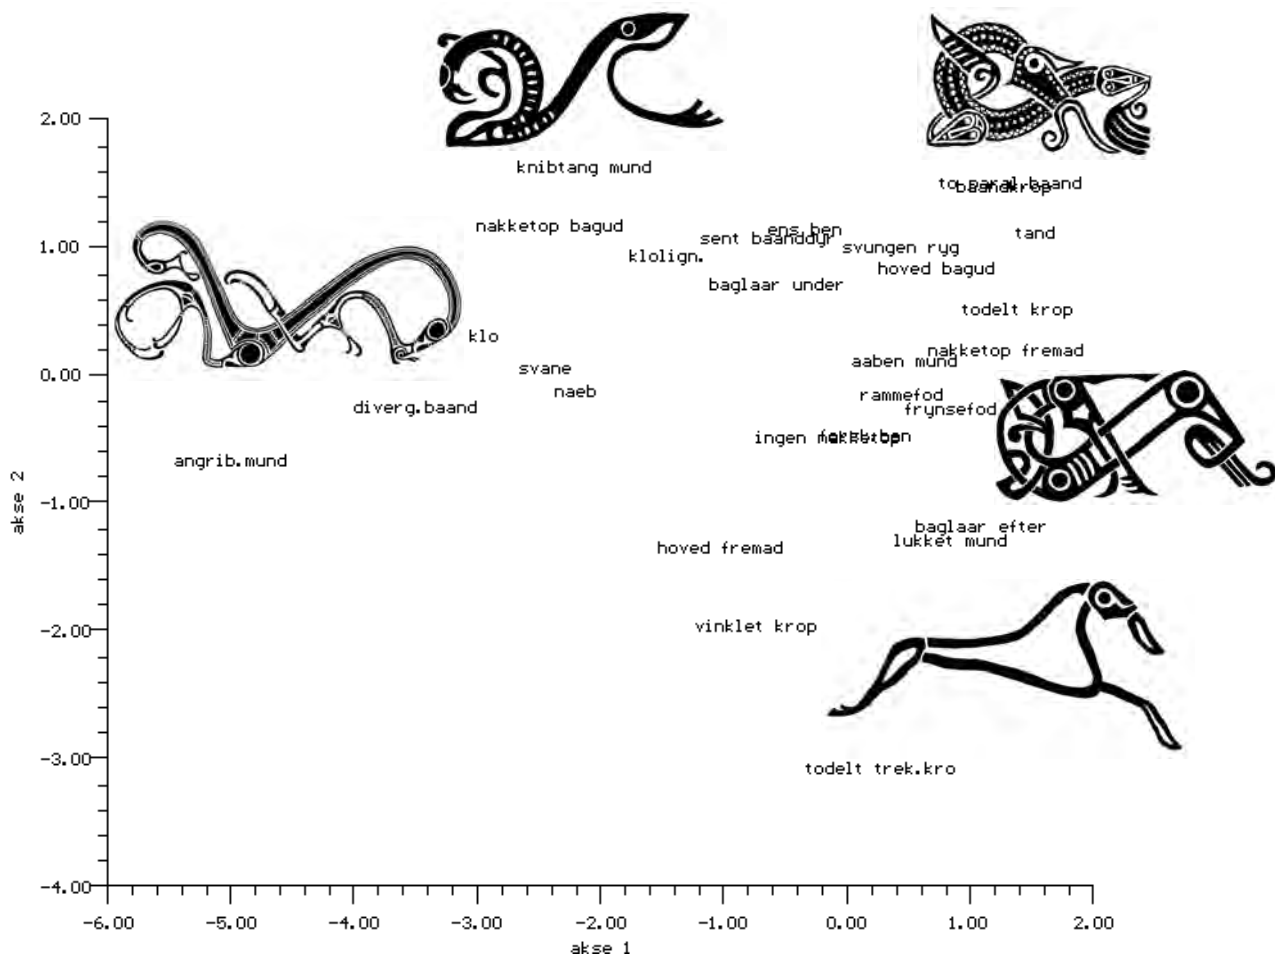 2.00
knibtang mund
to paral.baand
baandkrop
nakketop bagud
ens ben
tand
sent baanddyr
1.00
svungen ryg
klolign.
hoved bagud
baglaar under
todelt krop
klo
nakketop fremad
aaben mund
svane
0.00
naeb
rammefod
diverg.baand
frynsefod
ingen nakketop
angrib.mund
akse 2
-1.00
baglaar efter
lukket mund
hoved fremad
vinklet krop
-2.00
-3.00
todelt trek.kro
-4.00
-6.00 -5.00 -4.00 -3.00 -2.00 -1.00 0.00 1.00 2.00
akse 1